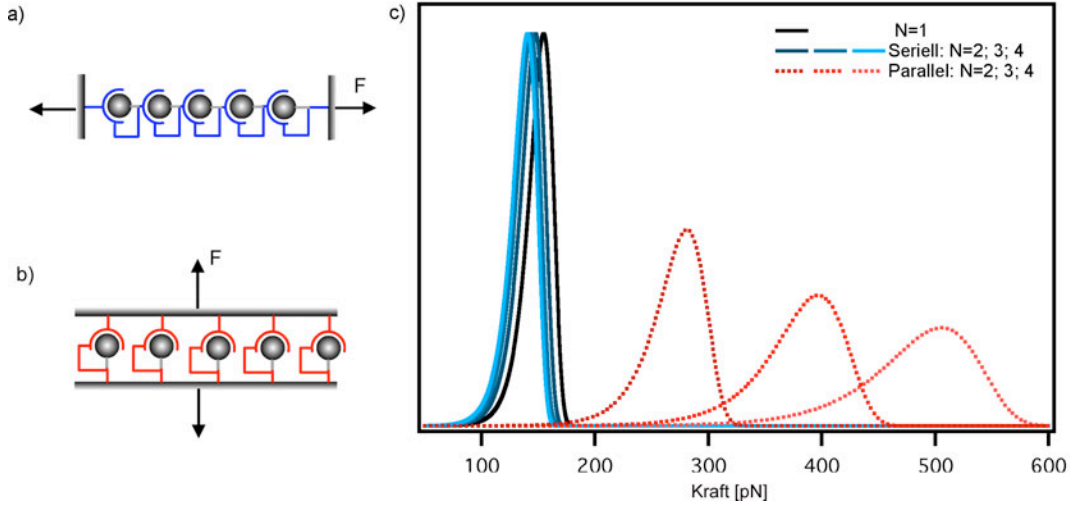 a)
F
b)
F
c)
N=1
Seriell: N=2; 3; 4
Parallel: N=2; 3; 4
100 200 300 400 500 600
Kraft [pN]